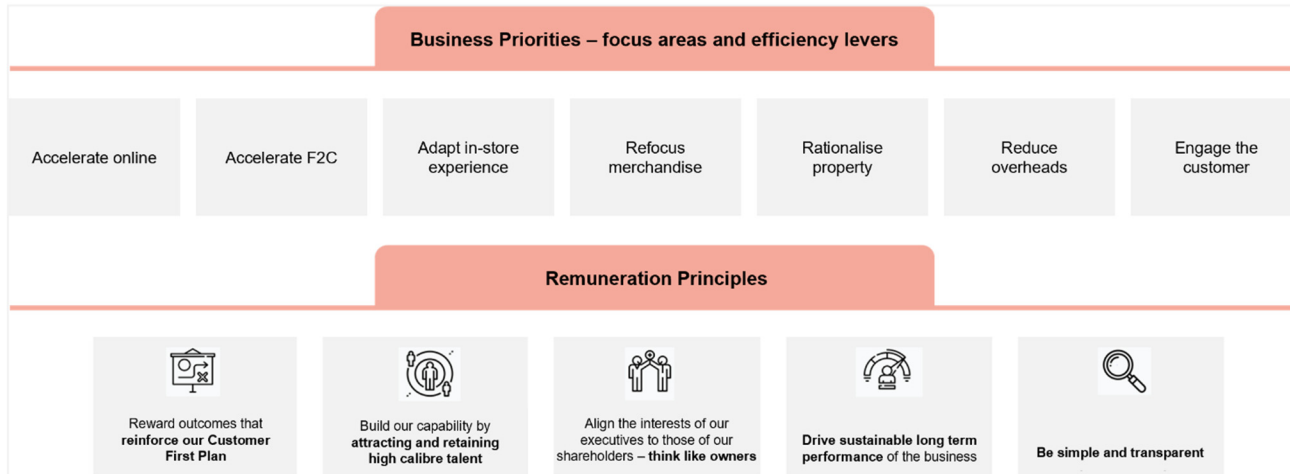 Business Priorities – focus areas and efficiency levers
Accelerate online
Accelerate F2C
Adapt in-store
experience
Refocus
merchandise
Rationalise
property
Reduce
overheads
Engage the
customer
Remuneration Principles
Reward outcomes that
reinforce our Customer
First Plan
Build our capability by
attracting and retaining
high calibre talent
Align the interests of our
executives to those of our
shareholders – think like owners
Drive sustainable long term
performance of the business
Be simple and transparent